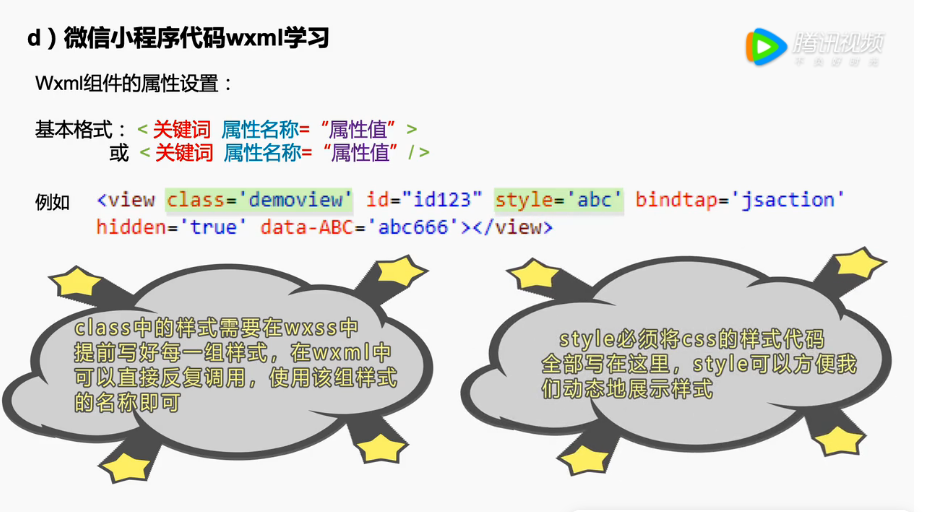 d）微信小程序代码wxml学习
腾讯视频
不负好时光
Wxml组件的属性设置：
基本格式：<关键词 属性名称=“属性值”>
或 <关键词 属性名称=“属性值”/>
例如 <view class='demoview' id="id123" style='abc' bindtap='jsaction'
hidden='true' data-ABC='abc666'></view>
class中的样式需要在wxss中
提前写好每一组样式，在wxml中
可以直接反复调用，使用该组样式
的名称即可
style必须将css的样式代码
全部写在这里，style可以方便我
们动态地展示样式